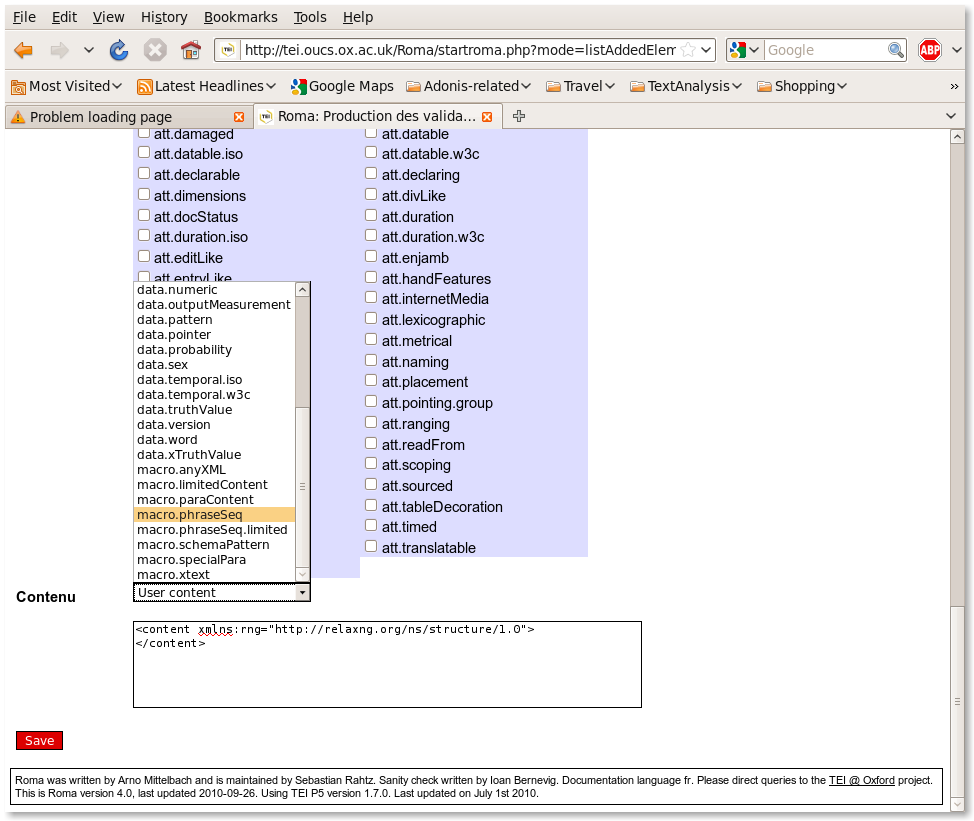 File Edit View History Bookmarks Tools Help
http://tei.oucs.ox.ac.uk/Roma/startroma.php?mode=listAddedElem
Google
ABP
Most Visited Latest Headlines Google Maps Adonis-related Travel TextAnalysis Shopping »
Problem loading page
Roma: Production des valida...
att.damaged att.datable
att.datable.iso att.datable.w3c
att.declarable att.declaring
att.dimensions att.divLike
att.docStatus att.duration
att.duration.iso att.duration.w3c
att.editLike att.enjamb
att.entryLike att.handFeatures
att.internetMedia
att.lexicographic
att.metrical
att.naming
att.placement
att.pointing.group
att.ranging
att.readFrom
att.scoping
att.sourced
att.tableDecoration
att.timed
att.translatable
data.numeric
data.outputMeasurement
data.pattern
data.pointer
data.probability
data.sex
data.temporal.iso
data.temporal.w3c
data.truthValue
data.version
data.word
data.xTruthValue
macro.anyXML
macro.limitedContent
macro.paraContent
macro.phraseSeq
macro.phraseSeq.limited
macro.schemaPattern
macro.specialPara
macro.xtext
Contenu User content
<content xmlns:rng="http://relaxng.org/ns/structure/1.0">
</content>
Save
Roma was written by Arno Mittelbach and is maintained by Sebastian Rahtz. Sanity check written by Ioan Bernevig. Documentation language fr. Please direct queries to the TEI @ Oxford project.
This is Roma version 4.0, last updated 2010-09-26. Using TEI P5 version 1.7.0. Last updated on July 1st 2010.